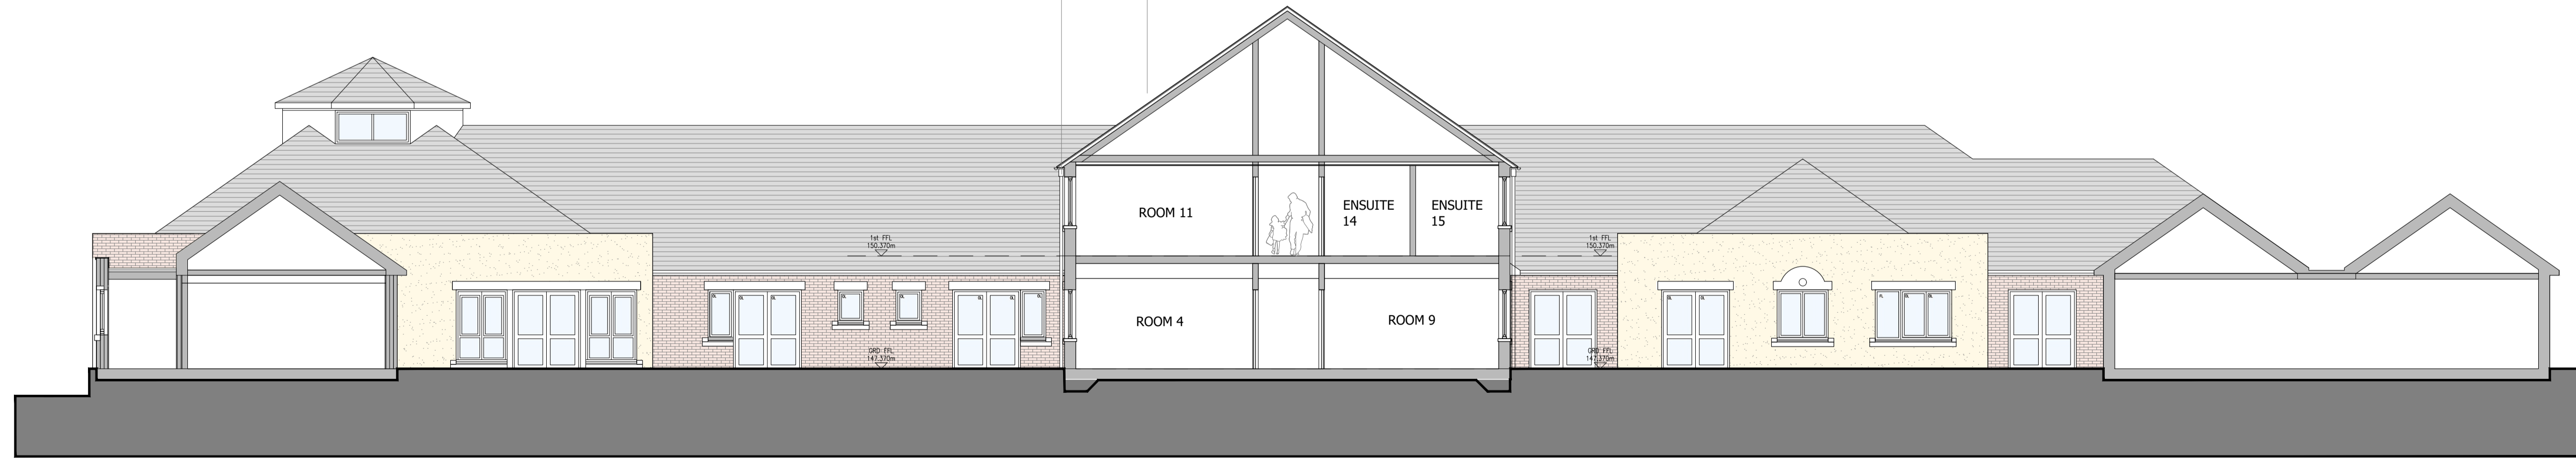 ROOM 11
ENSUITE
14
ENSUITE
15
1st FFL
150.370m
1st FFL
150.370m
ROOM 4
ROOM 9
GRD FFL
147.370m
GRD FFL
147.370m